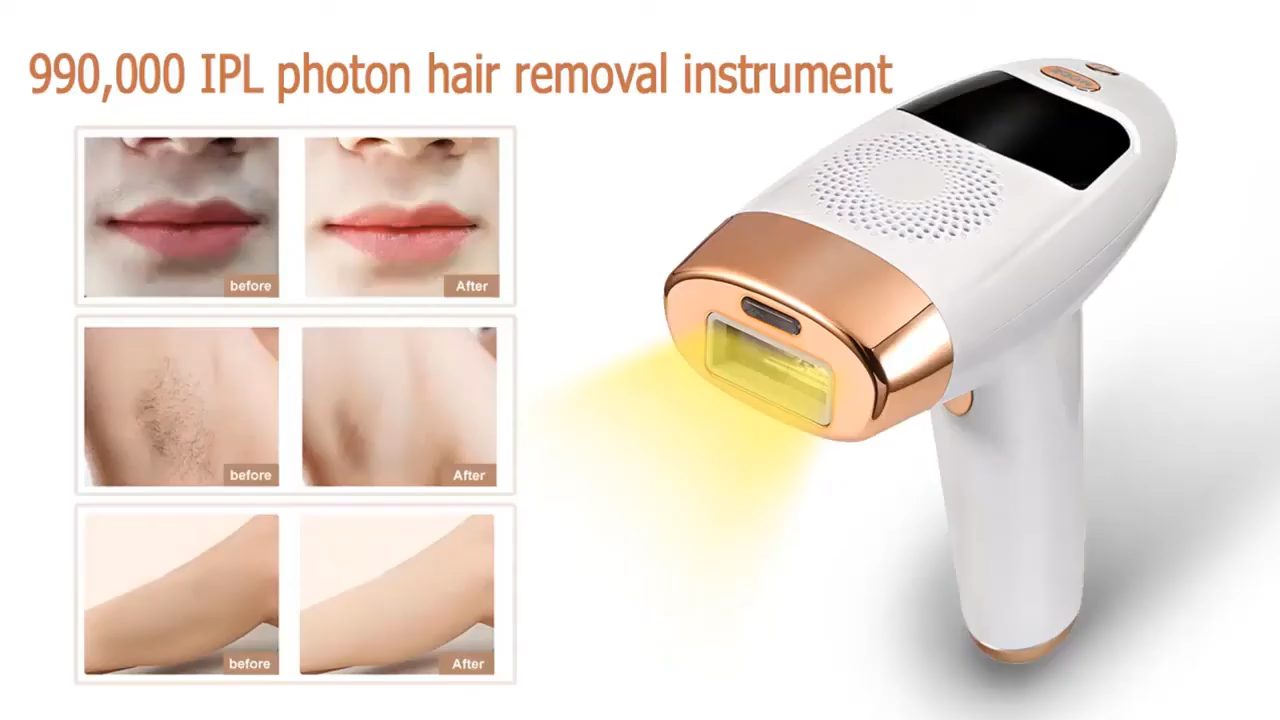 990,000 IPL photon hair removal instrument
before
After
before
After
before
After